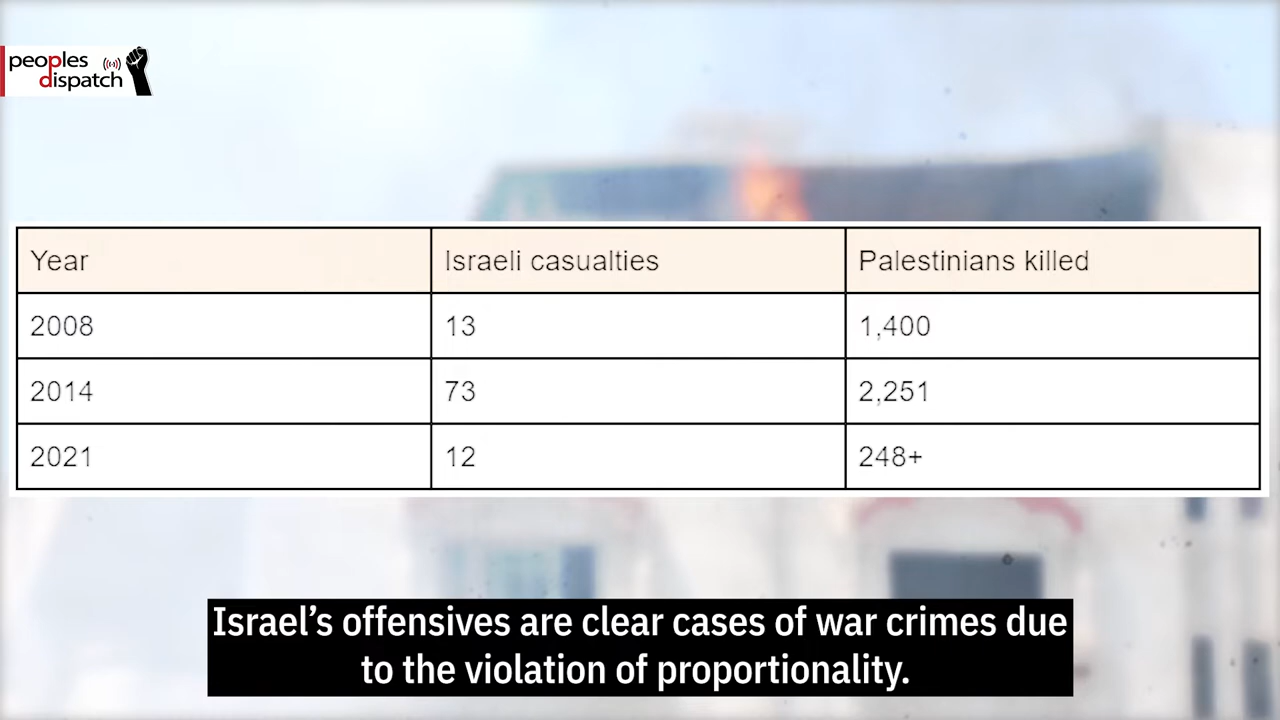 peoples
dispatch
Year Israeli casualties Palestinians killed
2008 13 1,400
2014 73 2,251
2021 12 248+
Israel’s offensives are clear cases of war crimes due
to the violation of proportionality.